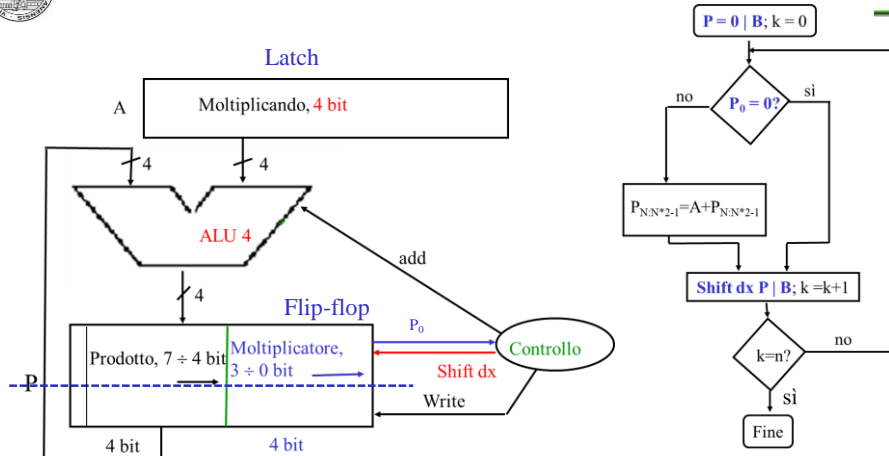 Latch
A
Moltiplicando, 4 bit
4
4
ALU 4
add
4
Flip-flop
P
Prodotto, 7 ÷ 4 bit
Moltiplicatore,
3 ÷ 0 bit
P₀
Shift dx
Write
Controllo
4 bit
4 bit
P = 0 | B; k = 0
P₀ = 0?
no
sì
P_N:N*2-1=A+P_N:N*2-1
Shift dx P | B; k =k+1
k=n?
no
sì
Fine